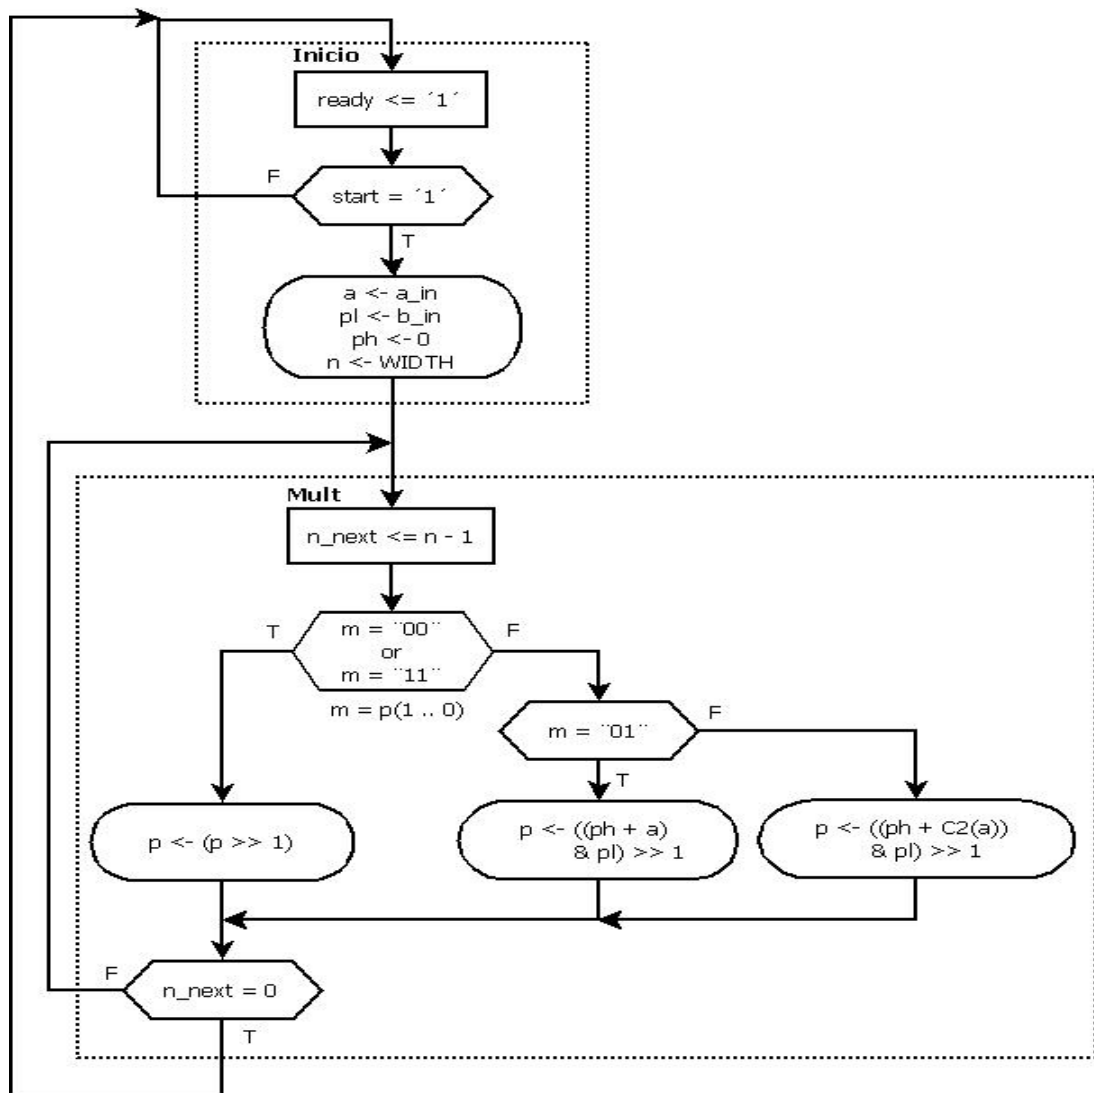 Inicio
ready <= ´1´
F
start = ´1´
T
a <- a_in
pl <- b_in
ph <- 0
n <- WIDTH
Mult
n_next <= n - 1
T
m = ¨00¨
or
m = ¨11¨
F
m = p(1 .. 0)
m = ¨01¨
F
T
p <- (p >> 1)
p <- ((ph + a)
& pl) >> 1
p <- ((ph + C2(a))
& pl) >> 1
F
n_next = 0
T